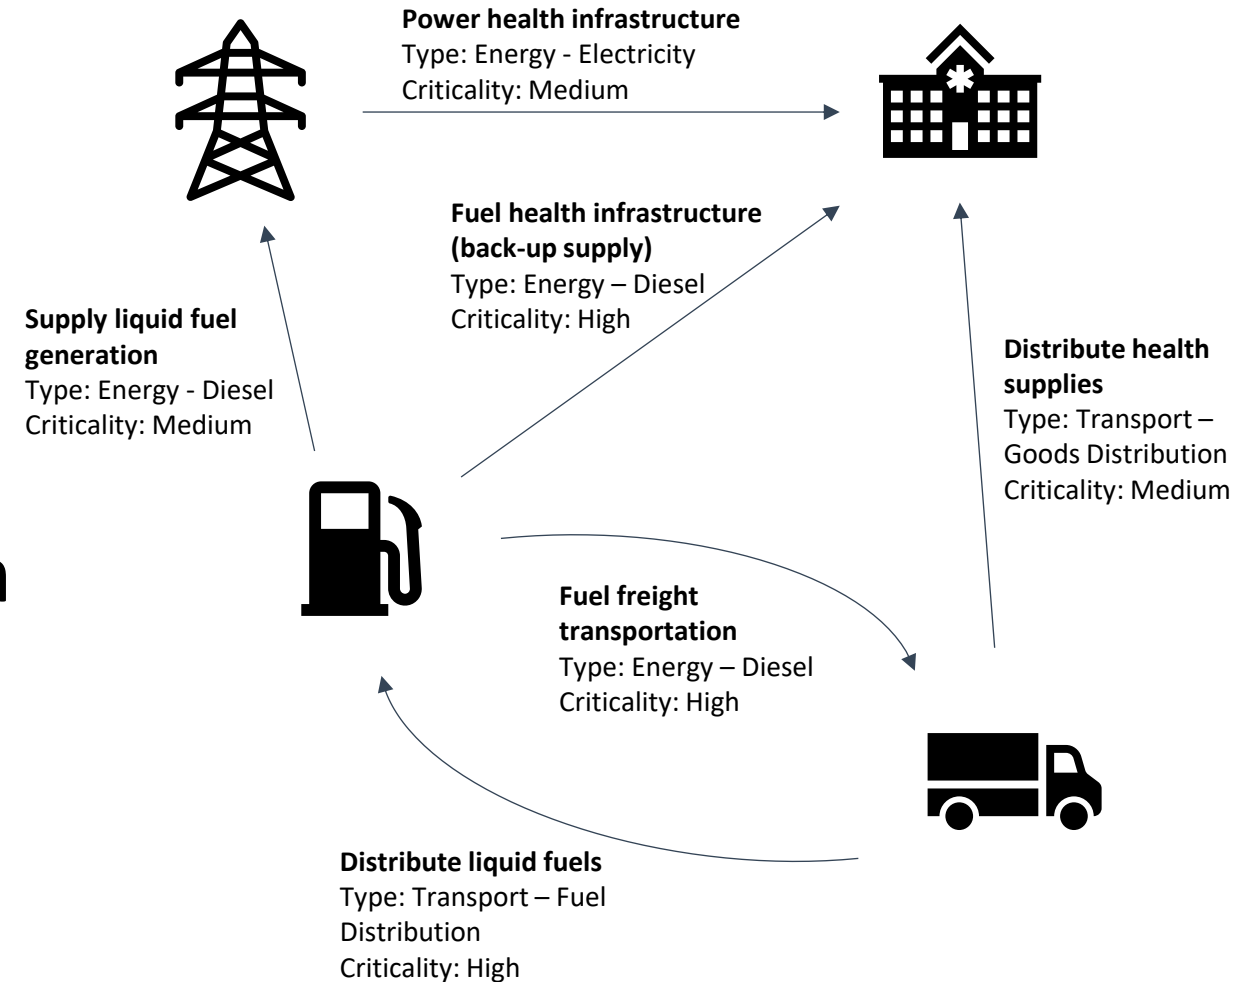 Power health infrastructure
Type: Energy - Electricity
Criticality: Medium
Fuel health infrastructure
(back-up supply)
Type: Energy – Diesel
Criticality: High
Supply liquid fuel
generation
Type: Energy - Diesel
Criticality: Medium
Distribute health
supplies
Type: Transport –
Goods Distribution
Criticality: Medium
Fuel freight
transportation
Type: Energy – Diesel
Criticality: High
Distribute liquid fuels
Type: Transport – Fuel
Distribution
Criticality: High